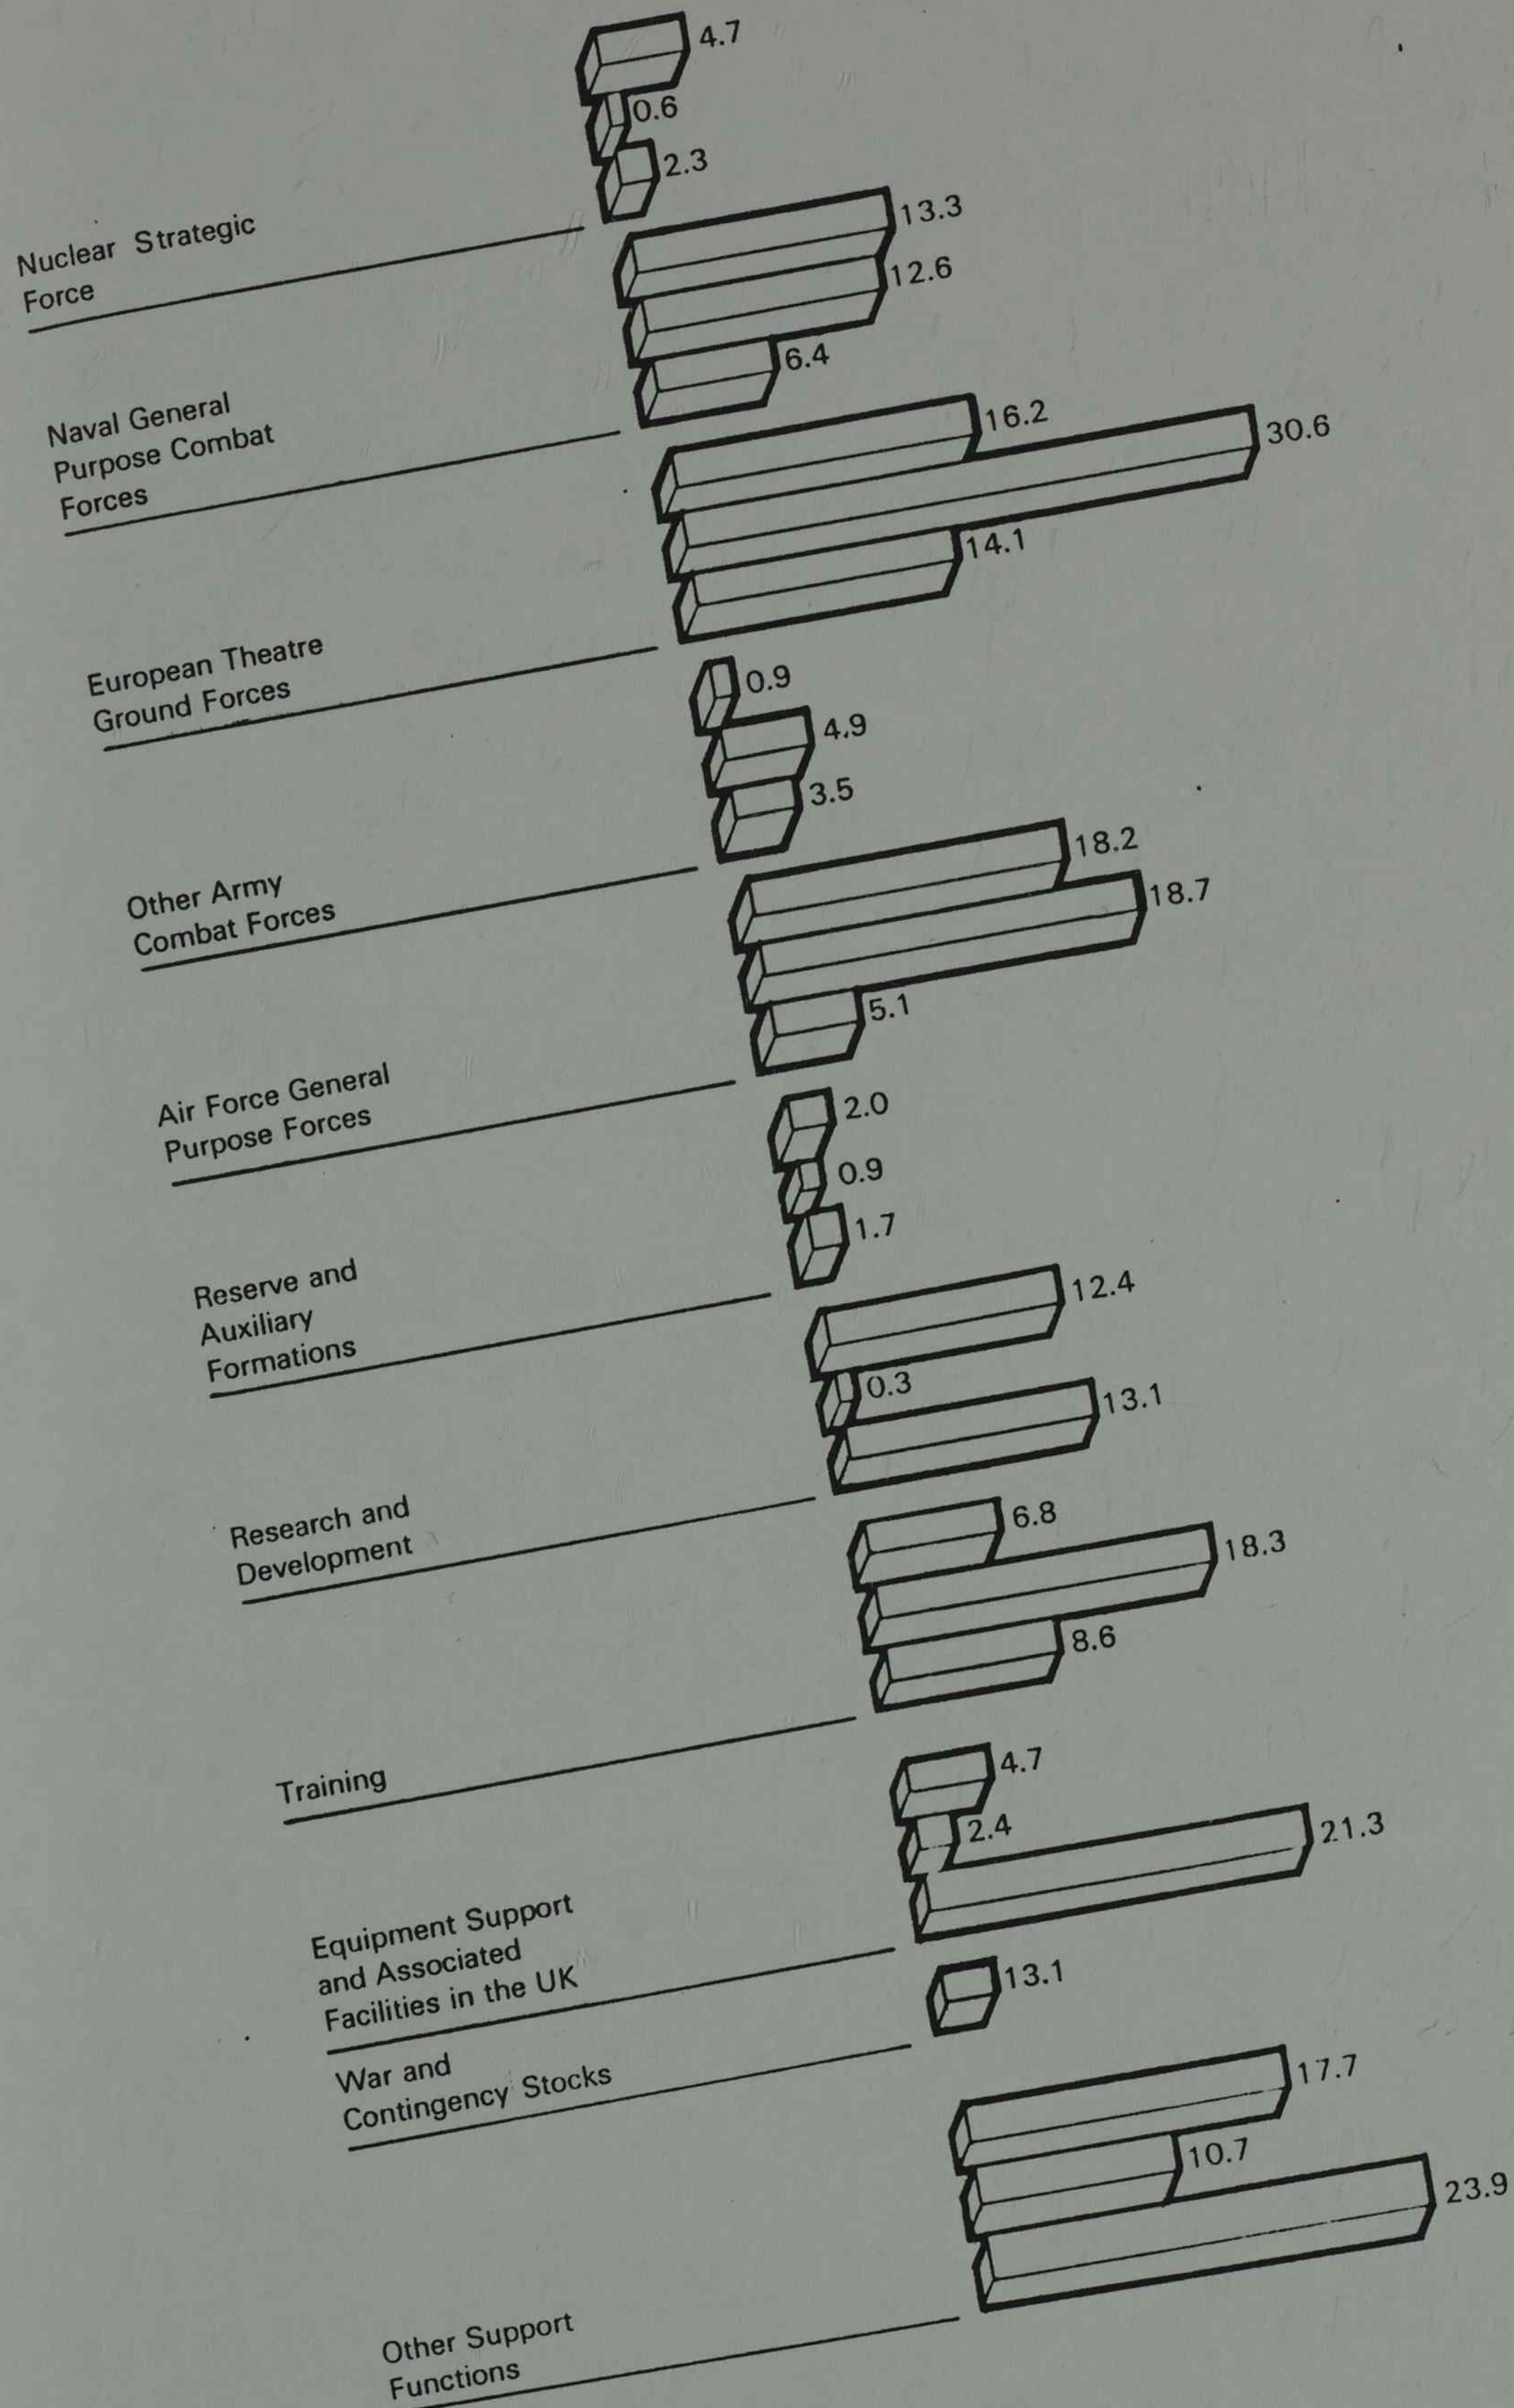 4.7
0.6
2.3
Nuclear Strategic
Force
13.3
12.6
6.4
Naval General
Purpose Combat
Forces
16.2
30.6
14.1
European Theatre
Ground Forces
0.9
4.9
3.5
Other Army
Combat Forces
18.2
18.7
5.1
Air Force General
Purpose Forces
2.0
0.9
1.7
Reserve and
Auxiliary
Formations
12.4
0.3
13.1
Research and
Development
6.8
18.3
8.6
Training
4.7
2.4
21.3
Equipment Support
and Associated
Facilities in the UK
13.1
War and
Contingency Stocks
17.7
10.7
23.9
Other Support
Functions